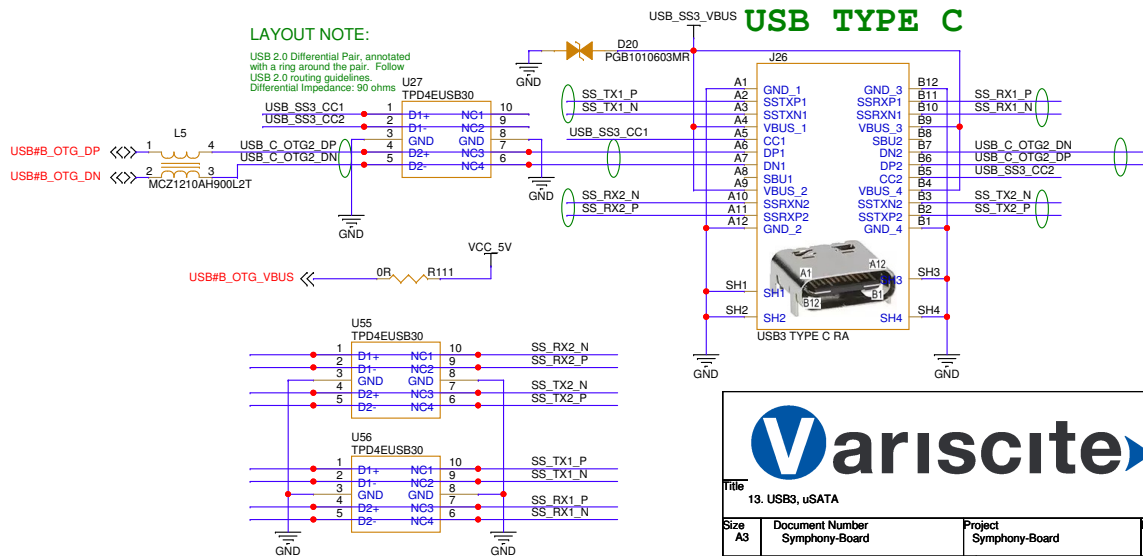 USB_SS3_VBUS
USB TYPE C
LAYOUT NOTE:
USB 2.0 Differential Pair, annotated
with a ring around the pair. Follow
USB 2.0 routing guidelines.
Differential Impedance: 90 ohms
D20
PGB1010603MR
GND
U27
TPD4EUSB30
USB_SS3_CC1
USB_SS3_CC2
1 D1+ NC1 10
2 D1- NC2 9
3 GND GND 8
4 D2+ NC3 7
5 D2- NC4 6
GND
GND
L5
USB#B_OTG_DP 1 4 USB_C_OTG2_DP
USB#B_OTG_DN 2 3 USB_C_OTG2_DN
MCZ1210AH900L2T
J26
A1 GND_1 GND_3 B12
SS_TX1_P A2 SSTXP1 SSRXP1 B11 SS_RX1_P
SS_TX1_N A3 SSTXN1 SSRXN1 B10 SS_RX1_N
A4 VBUS_1 VBUS_3 B9
USB_SS3_CC1 A5 CC1 SBU2 B8
A6 DP1 DN2 B7 USB_C_OTG2_DN
A7 DN1 DP2 B6 USB_C_OTG2_DP
A8 SBU1 CC2 B5 USB_SS3_CC2
A9 VBUS_2 VBUS_4 B4
SS_RX2_N A10 SSRXN2 SSTXN2 B3 SS_TX2_N
SS_RX2_P A11 SSRXP2 SSTXP2 B2 SS_TX2_P
A12 GND_2 GND_4 B1
A1 A12
B12 B1
SH1 SH1 SH3 SH3
SH2 SH2 SH4 SH4
USB3 TYPE C RA
GND
GND
VCC_5V
USB#B_OTG_VBUS 0R R111
U55
TPD4EUSB30
1 D1+ NC1 10 SS_RX2_N
2 D1- NC2 9 SS_RX2_P
3 GND GND 8
4 D2+ NC3 7 SS_TX2_N
5 D2- NC4 6 SS_TX2_P
U56
TPD4EUSB30
1 D1+ NC1 10 SS_TX1_P
2 D1- NC2 9 SS_TX1_N
3 GND GND 8
4 D2+ NC3 7 SS_RX1_P
5 D2- NC4 6 SS_RX1_N
GND
GND
Variscite
Title
13. USB3, uSATA
Size Document Number Project
A3 Symphony-Board Symphony-Board